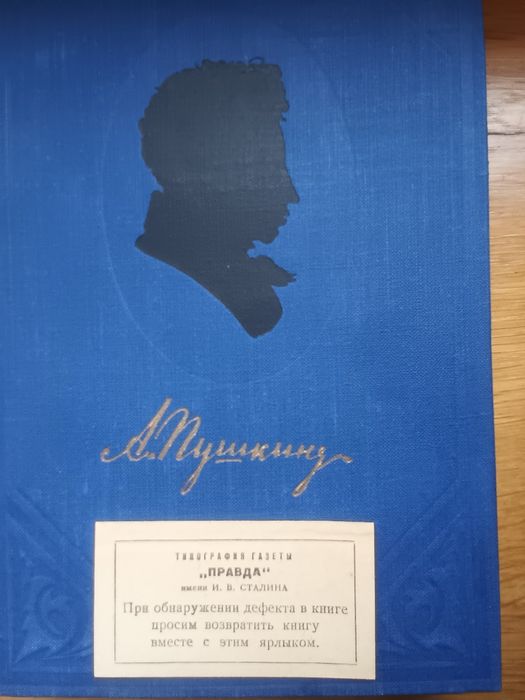 А. Пушкинъ
ТИПОГРАФИЯ ГАЗЕТЫ
„ПРАВДА“
имени И. В. СТАЛИНА
При обнаружении дефекта в книге
просим возвратить книгу
вместе с этим ярлыком.